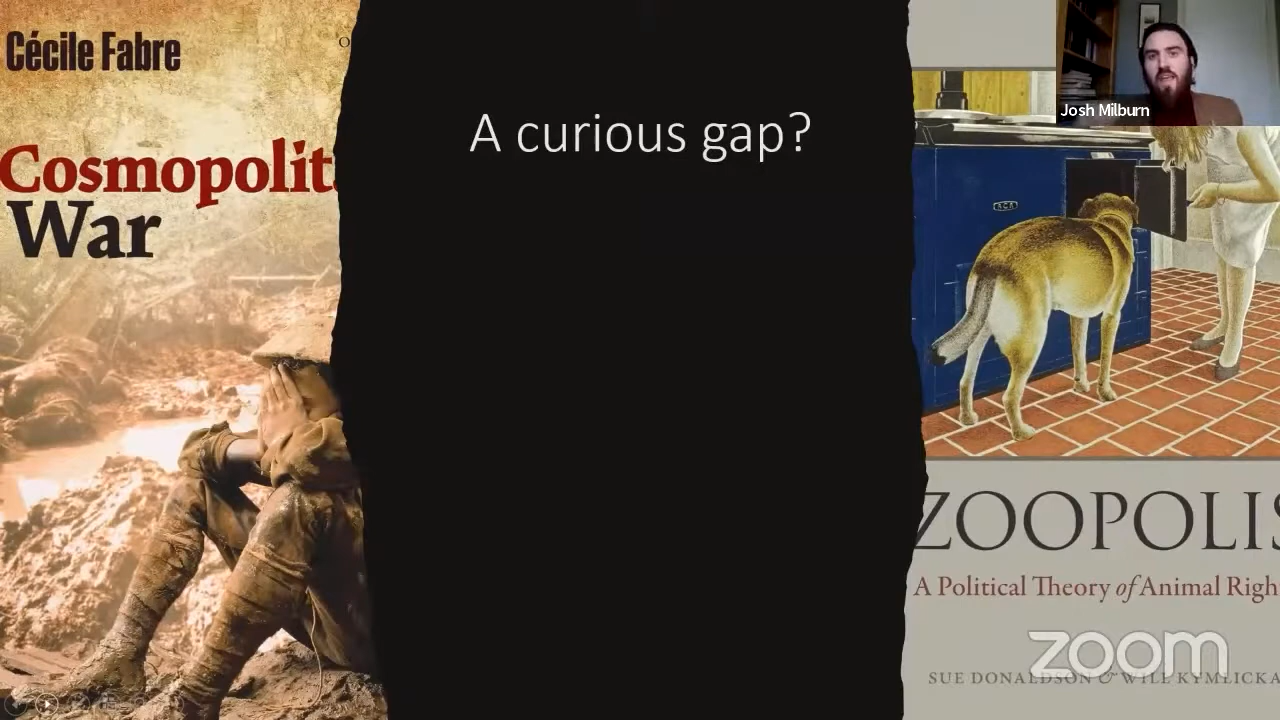 Cécile Fabre
O
Cosmopolit
War
A curious gap?
Josh Milburn
AGA
ZOOPOLIS
A Political Theory of Animal Righ
SUE DONALDSON & WILL KYMLICKA
zoom